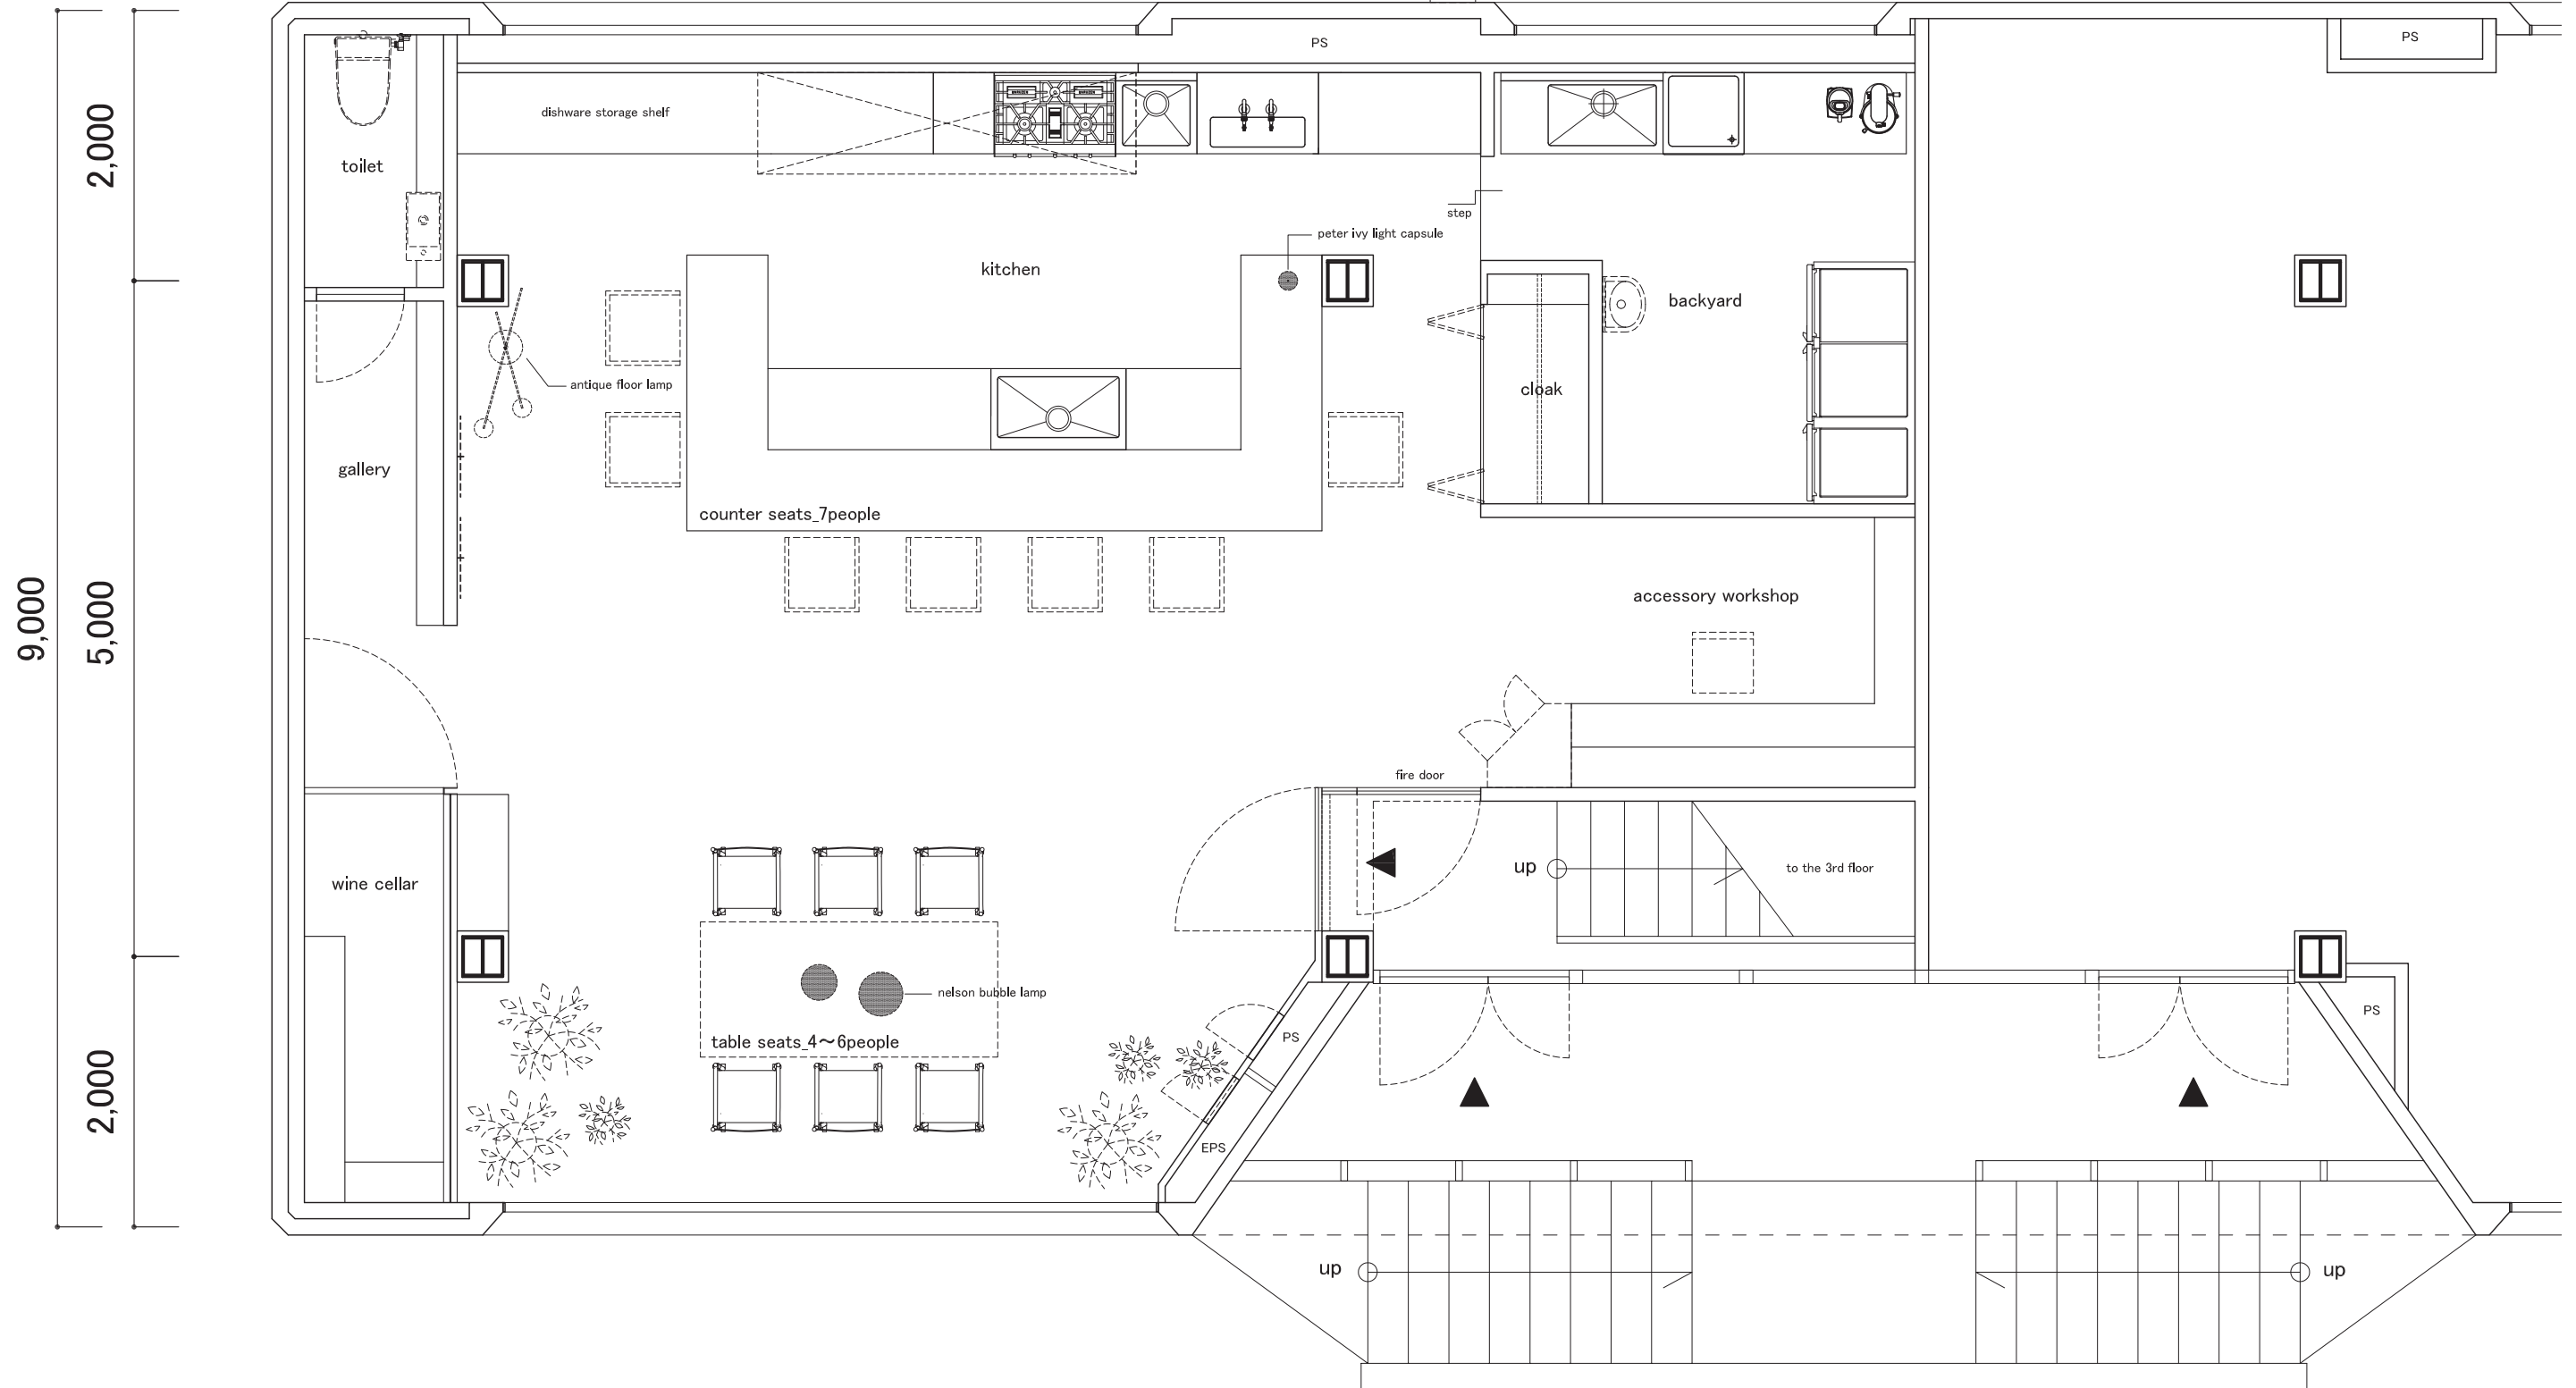 PS
PS
dishware storage shelf
2,000
toilet
step
peter ivy light capsule
kitchen
backyard
antique floor lamp
cloak
gallery
counter seats_7people
9,000
5,000
accessory workshop
fire door
up
to the 3rd floor
wine cellar
nelson bubble lamp
PS
PS
table seats_4〜6people
2,000
EPS
up
up